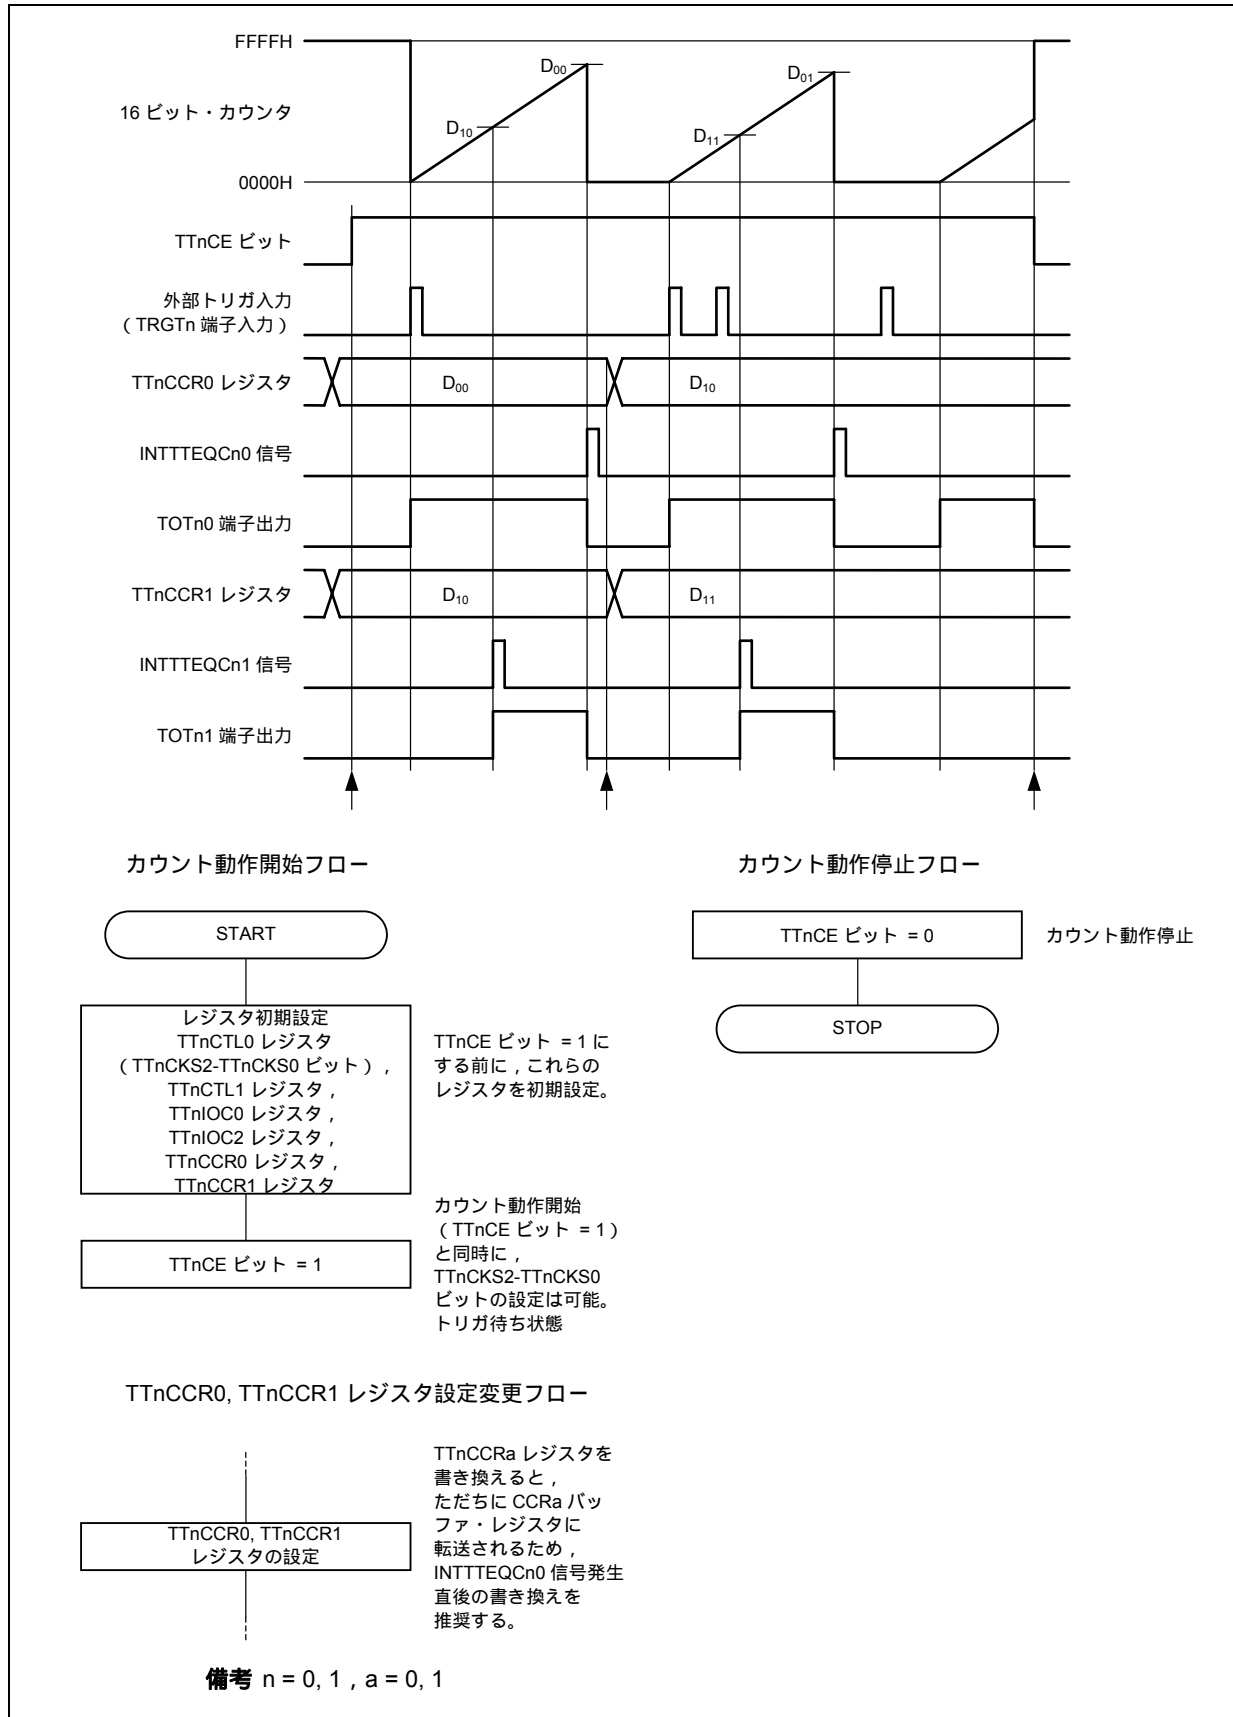 FFFFH
D00
D01
16 ビット・カウンタ
D10
D11
0000H
TTnCE ビット
外部トリガ入力
（TRGTn 端子入力）
TTnCCR0 レジスタ
D00
D10
INTTTEQCn0 信号
TOTn0 端子出力
TTnCCR1 レジスタ
D10
D11
INTTTEQCn1 信号
TOTn1 端子出力
カウント動作開始フロー
START
レジスタ初期設定
TTnCTL0 レジスタ
（TTnCKS2-TTnCKS0 ビット），
TTnCTL1 レジスタ，
TTnIOC0 レジスタ，
TTnIOC2 レジスタ，
TTnCCR0 レジスタ，
TTnCCR1 レジスタ
TTnCE ビット = 1 に
する前に，これらの
レジスタを初期設定。
TTnCE ビット = 1
カウント動作開始
（TTnCE ビット = 1）
と同時に，
TTnCKS2-TTnCKS0
ビットの設定は可能。
トリガ待ち状態
カウント動作停止フロー
TTnCE ビット = 0
カウント動作停止
STOP
TTnCCR0, TTnCCR1 レジスタ設定変更フロー
TTnCCR0, TTnCCR1
レジスタの設定
TTnCCRa レジスタを
書き換えると，
ただちに CCRa バッ
ファ・レジスタに
転送されるため，
INTTTEQCn0 信号発生
直後の書き換えを
推奨する。
備考 n = 0, 1，a = 0, 1